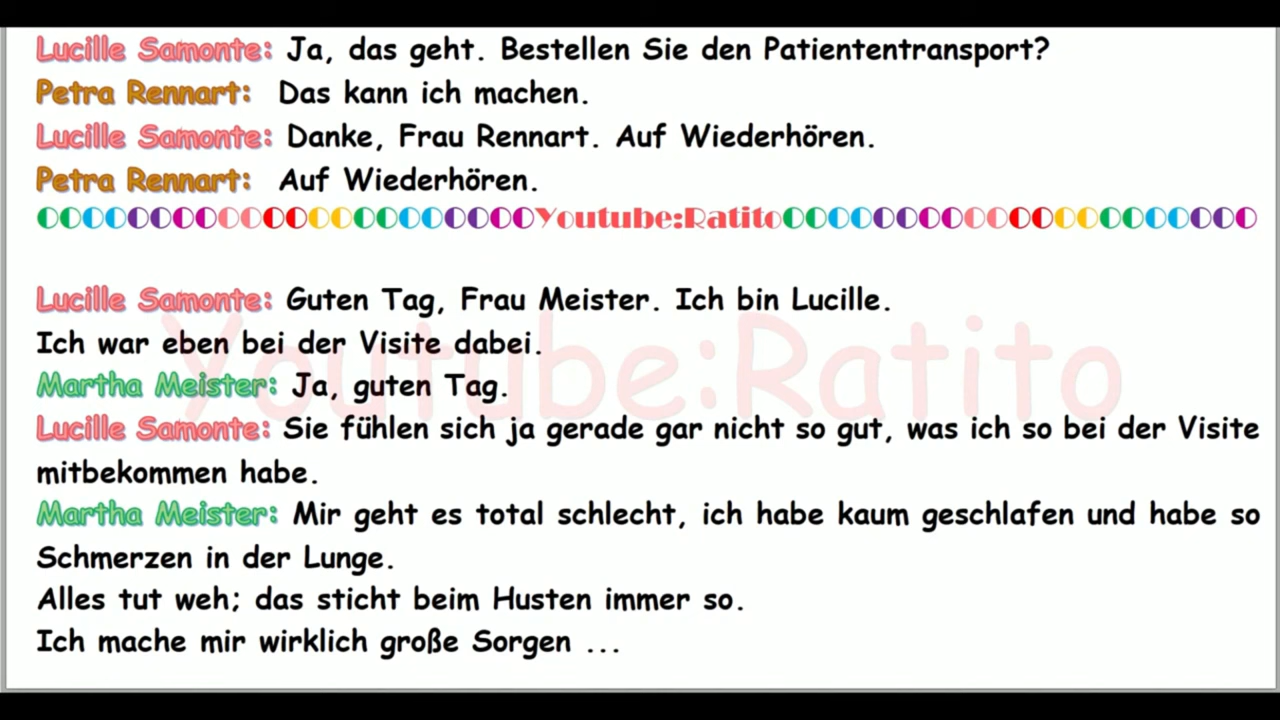 Lucille Samonte: Ja, das geht. Bestellen Sie den Patiententransport?
Petra Rennart: Das kann ich machen.
Lucille Samonte: Danke, Frau Rennart. Auf Wiederhören.
Petra Rennart: Auf Wiederhören.
Youtube:Ratito
Lucille Samonte: Guten Tag, Frau Meister. Ich bin Lucille.
Ich war eben bei der Visite dabei.
Martha Meister: Ja, guten Tag.
Lucille Samonte: Sie fühlen sich ja gerade gar nicht so gut, was ich so bei der Visite
mitbekommen habe.
Martha Meister: Mir geht es total schlecht, ich habe kaum geschlafen und habe so
Schmerzen in der Lunge.
Alles tut weh; das sticht beim Husten immer so.
Ich mache mir wirklich große Sorgen ...
Youtube:Ratito